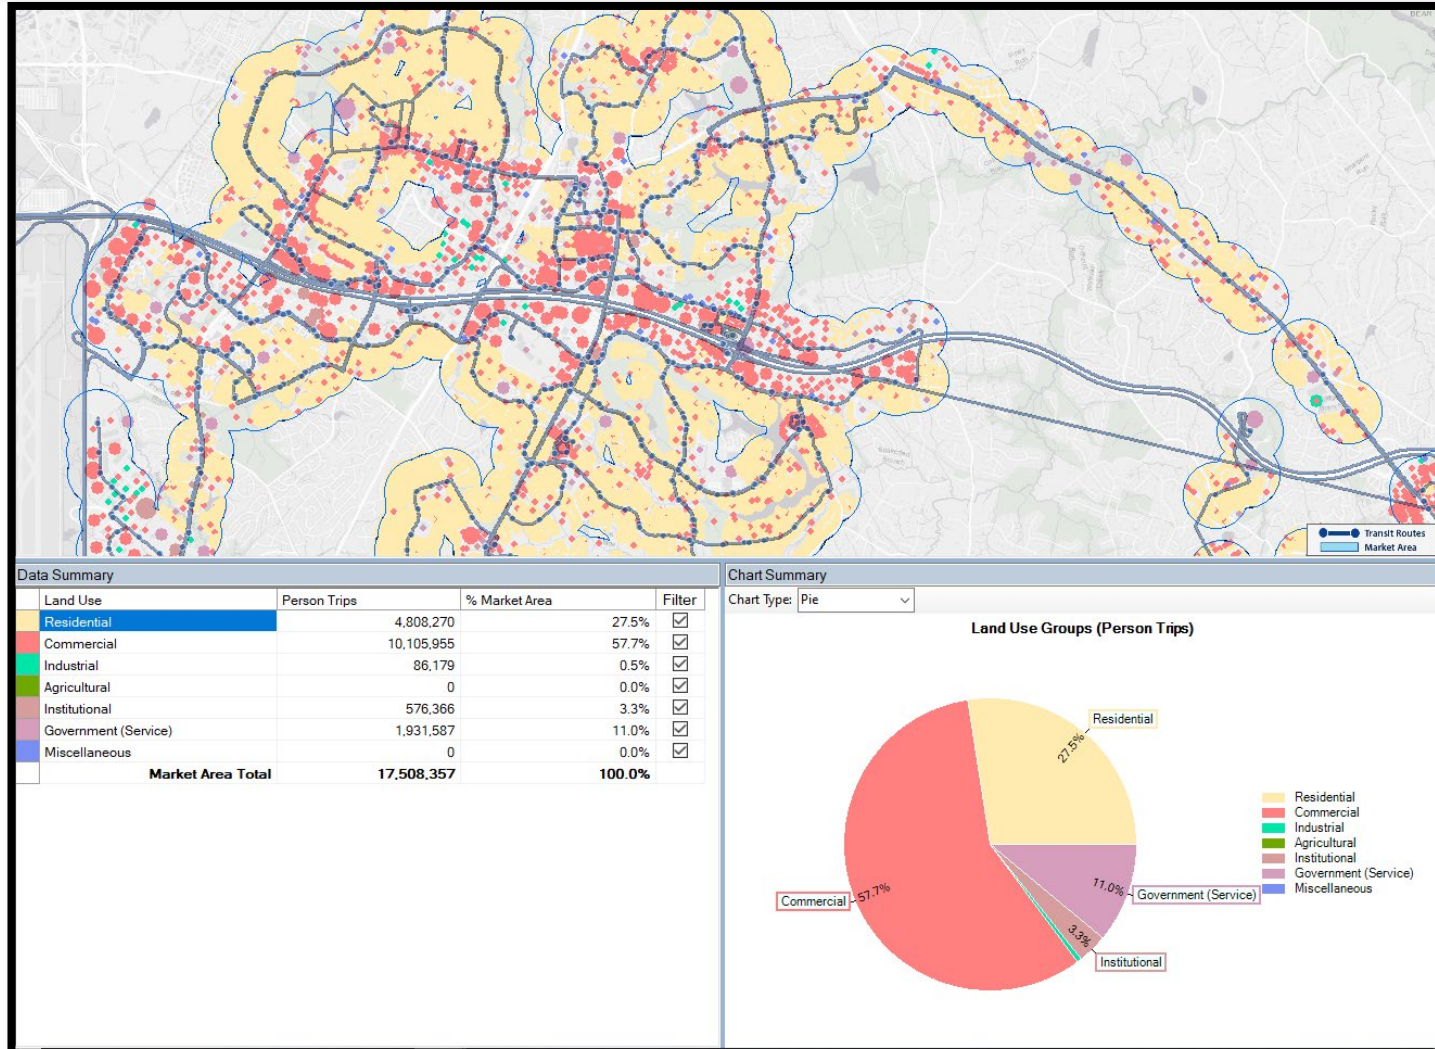 Transit Routes
Market Area
Data Summary
Land Use Person Trips % Market Area Filter
Residential 4,808,270 27.5%
Commercial 10,105,955 57.7%
Industrial 86,179 0.5%
Agricultural 0 0.0%
Institutional 576,366 3.3%
Government (Service) 1,931,587 11.0%
Miscellaneous 0 0.0%
Market Area Total 17,508,357 100.0%
Chart Summary
Chart Type: Pie
Land Use Groups (Person Trips)
Residential
27.5%
Commercial
57.7%
11.0%
Government (Service)
3.3%
Institutional
Residential
Commercial
Industrial
Agricultural
Institutional
Government (Service)
Miscellaneous